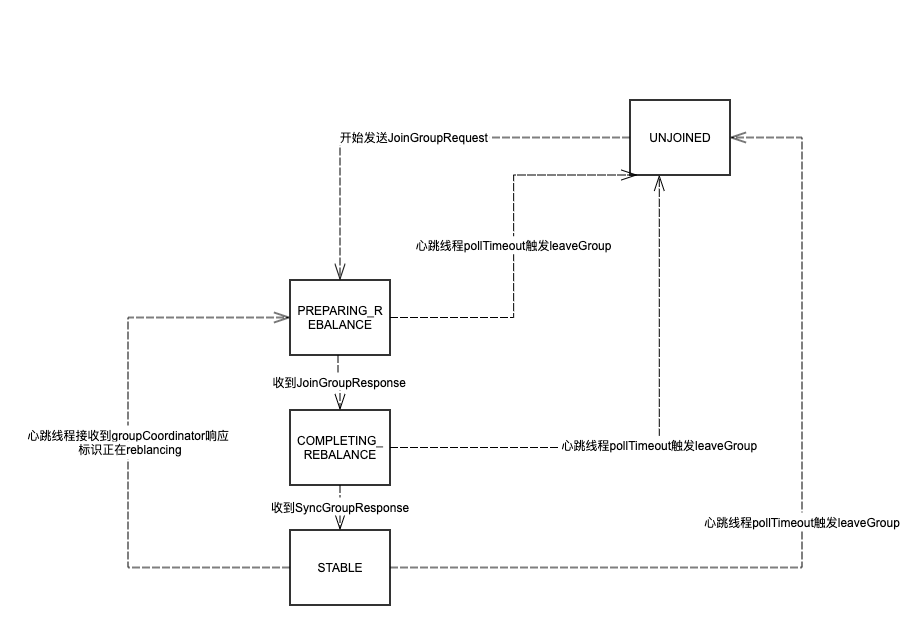 UNJOINED
开始发送JoinGroupRequest
心跳线程pollTimeout触发leaveGroup
PREPARING_R
EBALANCE
收到JoinGroupResponse
心跳线程接收到groupCoordinator响应
标识正在reblancing
COMPLETING_
REBALANCE
心跳线程pollTimeout触发leaveGroup
收到SyncGroupResponse
心跳线程pollTimeout触发leaveGroup
STABLE